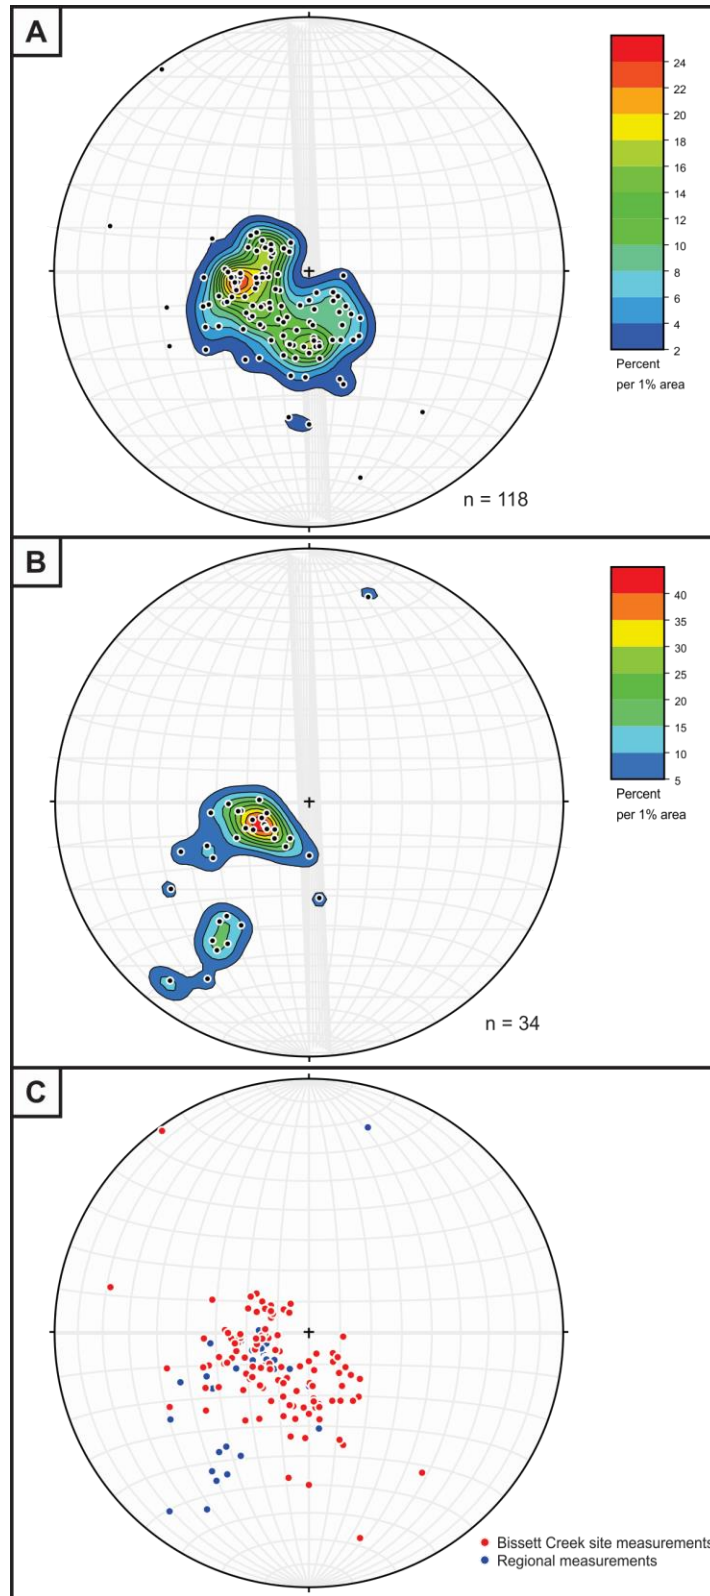 A
24
22
20
18
16
14
12
10
8
6
4
2
Percent
per 1% area
n = 118
B
40
35
30
25
20
15
10
5
Percent
per 1% area
n = 34
C
Bissett Creek site measurements
Regional measurements